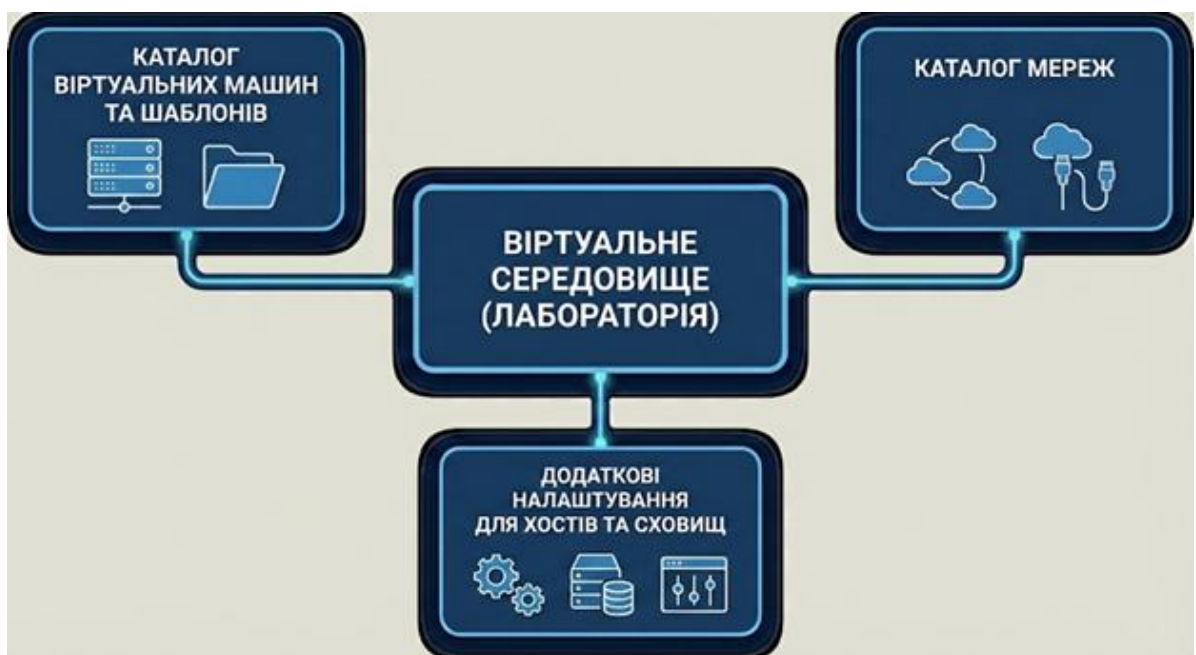 КАТАЛОГ
ВІРТУАЛЬНИХ МАШИН
ТА ШАБЛОНІВ
КАТАЛОГ МЕРЕЖ
ВІРТУАЛЬНЕ
СЕРЕДОВИЩЕ
(ЛАБОРАТОРІЯ)
ДОДАТКОВІ
НАЛАШТУВАННЯ
ДЛЯ ХОСТІВ ТА СХОВИЩ